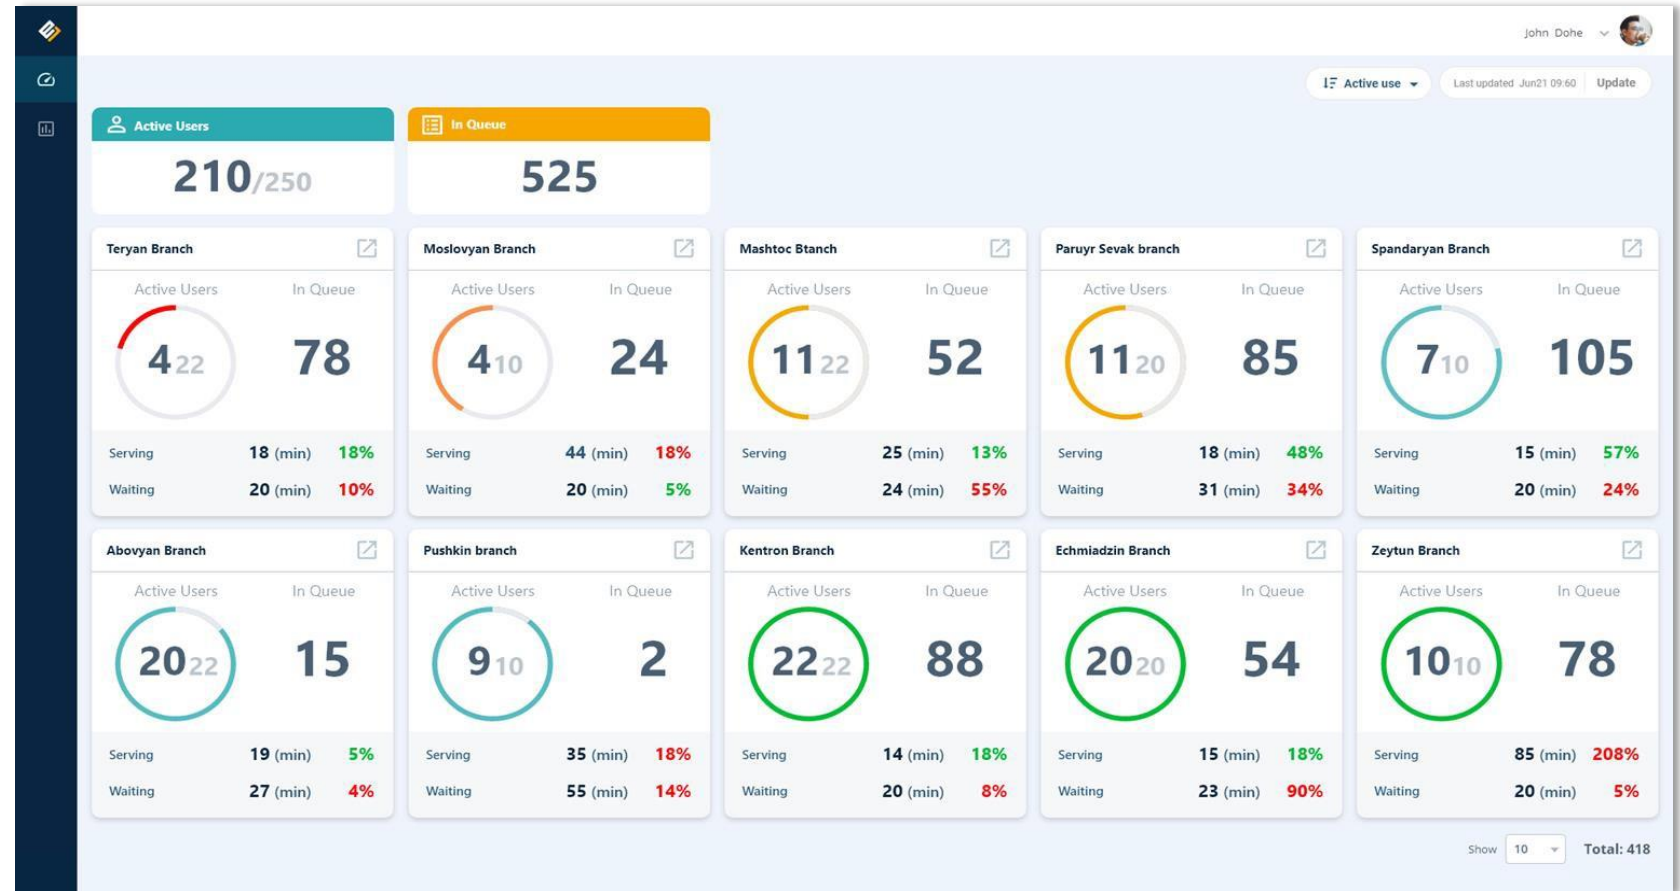 John Dohe
Active use
Last updated Jun21 09:60 Update
Active Users
210/250
In Queue
525
Teryan Branch
Active Users In Queue
4 22 78
Serving 18 (min) 18%
Waiting 20 (min) 10%
Moslovyan Branch
Active Users In Queue
4 10 24
Serving 44 (min) 18%
Waiting 20 (min) 5%
Mashtoc Btanch
Active Users In Queue
11 22 52
Serving 25 (min) 13%
Waiting 24 (min) 55%
Paruyr Sevak branch
Active Users In Queue
11 20 85
Serving 18 (min) 48%
Waiting 31 (min) 34%
Spandaryan Branch
Active Users In Queue
7 10 105
Serving 15 (min) 57%
Waiting 20 (min) 24%
Abovyan Branch
Active Users In Queue
20 22 15
Serving 19 (min) 5%
Waiting 27 (min) 4%
Pushkin branch
Active Users In Queue
9 10 2
Serving 35 (min) 18%
Waiting 55 (min) 14%
Kentron Branch
Active Users In Queue
22 22 88
Serving 14 (min) 18%
Waiting 20 (min) 8%
Echmiadzin Branch
Active Users In Queue
20 20 54
Serving 15 (min) 18%
Waiting 23 (min) 90%
Zeytun Branch
Active Users In Queue
10 10 78
Serving 85 (min) 208%
Waiting 20 (min) 5%
Show 10 Total: 418